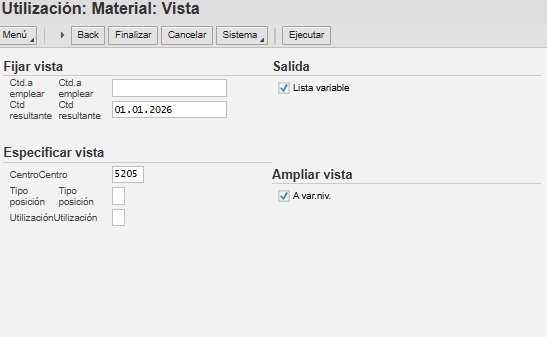 Utilización: Material: Vista
Menú Back Finalizar Cancelar Sistema Ejecutar
Fijar vista
Ctd.a emplear Ctd.a emplear
Ctd resultante Ctd resultante 01.01.2026
Salida
Lista variable
Especificar vista
CentroCentro 5205
Tipo posición Tipo posición
UtilizaciónUtilización
Ampliar vista
A var.niv.